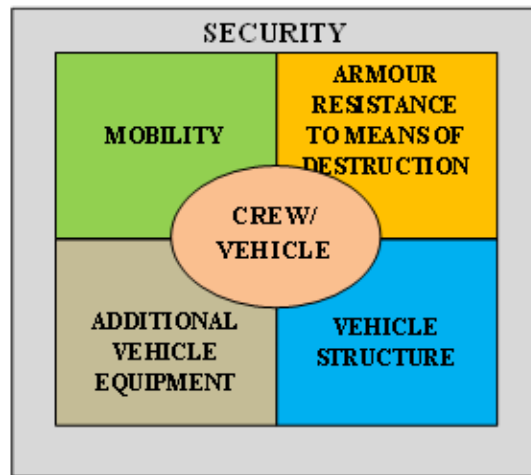 SECURITY
MOBILITY
ARMOUR
RESISTANCE
TO MEANS OF
DESTRUCTION
CREW/
VEHICLE
ADDITIONAL
VEHICLE
EQUIPMENT
VEHICLE
STRUCTURE